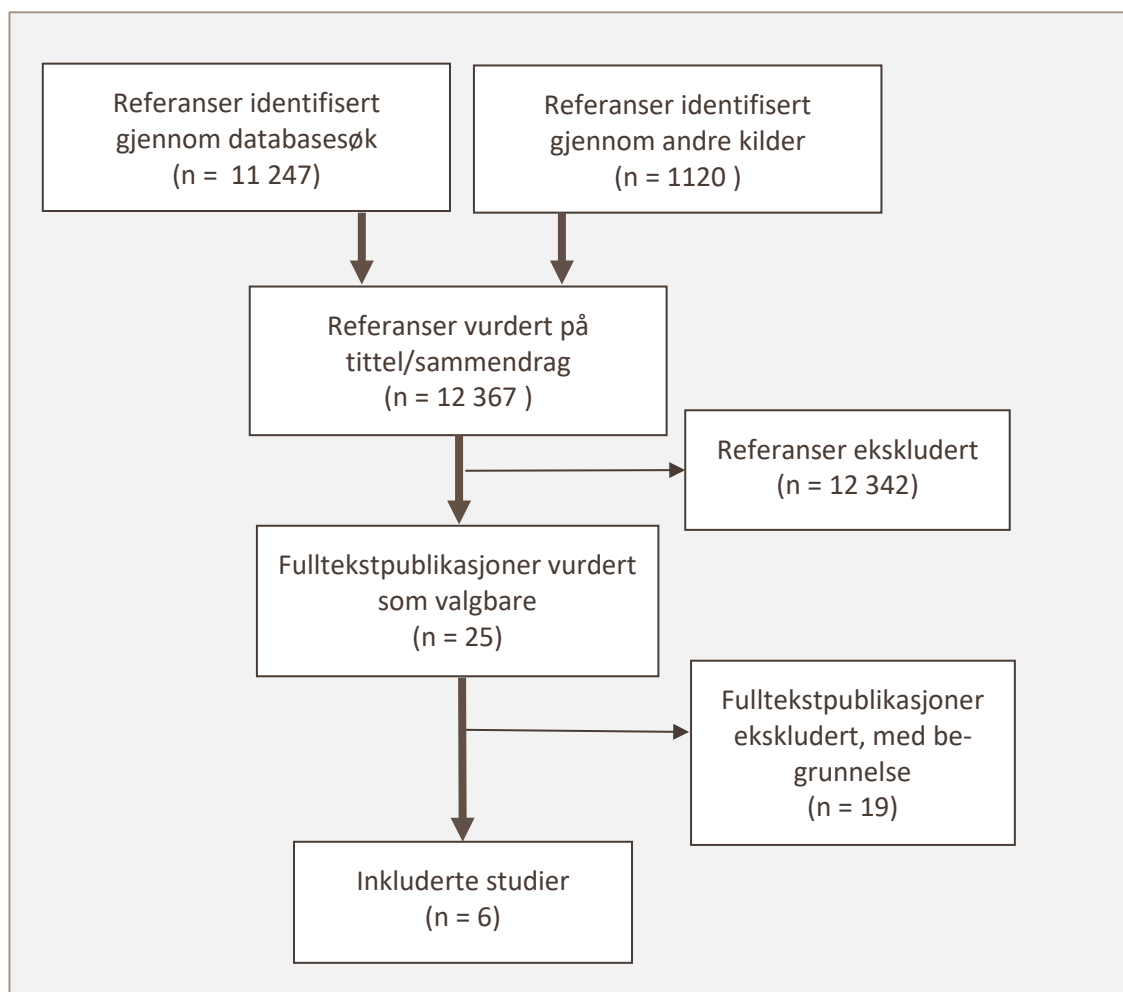 Referanser identifisert
gjennom databasesøk
(n =  11 247)
Referanser identifisert
gjennom andre kilder
(n = 1120 )
Referanser vurdert på
tittel/sammendrag
(n = 12 367 )
Referanser ekskludert
(n = 12 342)
Fulltekstpublikasjoner vurdert
som valgbare
(n = 25)
Fulltekstpublikasjoner
ekskludert, med be-
grunnelse
(n = 19)
Inkluderte studier
(n = 6)